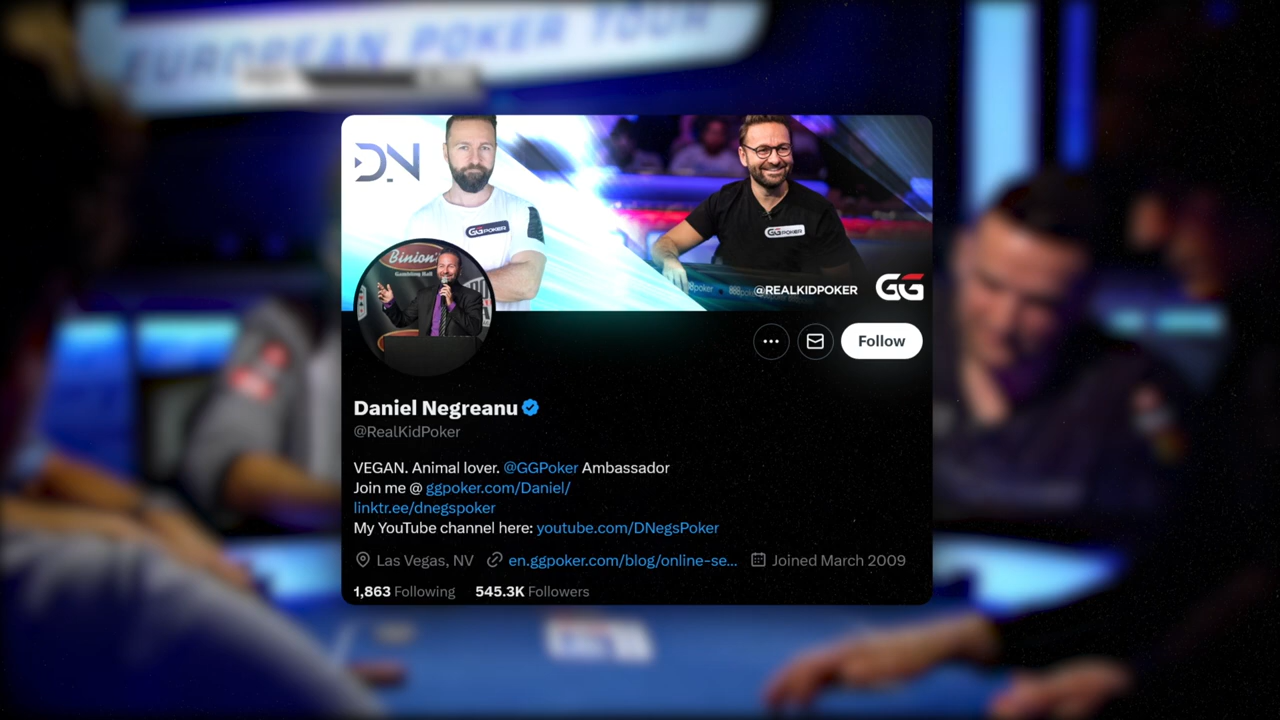 EUROPEAN POKER TOUR
DN
GGPOKER
GGPOKER
Binion's
Gambling Hall
@REALKIDPOKER
GG
Follow
Daniel Negreanu
@RealKidPoker
VEGAN. Animal lover. @GGPoker Ambassador
Join me @ ggpoker.com/Daniel/
linktr.ee/dnegspoker
My YouTube channel here: youtube.com/DNegsPoker
Las Vegas, NV en.ggpoker.com/blog/online-se... Joined March 2009
1,863 Following 545.3K Followers